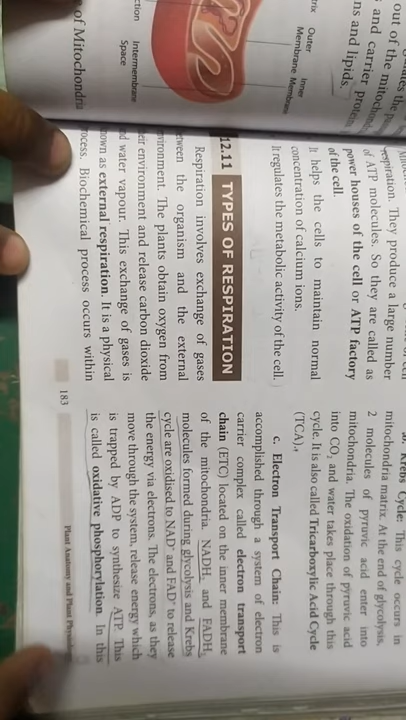 out of the mitochond
and carrier protein
ns and lipids.
Outer
Membrane
Inner
Membrane
Intermembrane
Space
of Mitochondria
respiration. They produce a large number
of ATP molecules. So they are called as
power houses of the cell or ATP factory
of the cell.
It helps the cells to maintain normal
concentration of calcium ions.
It regulates the metabolic activity of the cell.
12.11 TYPES OF RESPIRATION
Respiration involves exchange of gases
between the organism and the external
environment. The plants obtain oxygen from
their environment and release carbon dioxide
and water vapour. This exchange of gases is
known as external respiration. It is a physical
process. Biochemical process occurs within
Krebs Cycle: This cycle occurs in
mitochondria matrix. At the end of glycolysis,
2 molecules of pyruvic acid enter into
mitochondria. The oxidation of pyruvic acid
into CO₂ and water takes place through this
cycle. It is also called Tricarboxylic Acid Cycle
(TCA).
c. Electron Transport Chain: This is
accomplished through a system of electron
carrier complex called electron transport
chain (ETC) located on the inner membrane
of the mitochondria. NADH₂ and FADH₂
molecules formed during glycolysis and Krebs
cycle are oxidised to NAD⁺ and FAD⁺ to release
the energy via electrons. The electrons, as they
move through the system, release energy which
is trapped by ADP to synthesize ATP. This
is called oxidative phosphorylation. In this
183
Plant Anatomy and Plant